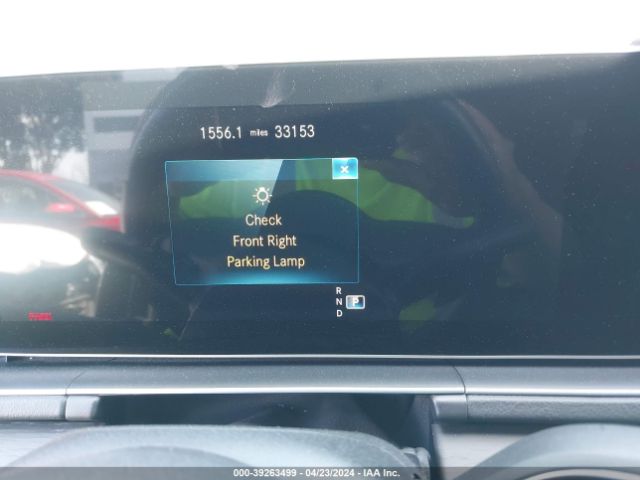 1556.1 miles 33153
×
Check
Front Right
Parking Lamp
R
N P
D
000-39263499 - 04/23/2024 - IAA Inc.